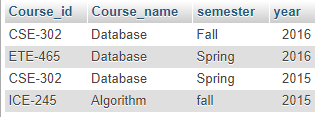 Course_id Course_name semester year
CSE-302 Database Fall 2016
ETE-465 Database Spring 2016
CSE-302 Database Spring 2015
ICE-245 Algorithm fall 2015